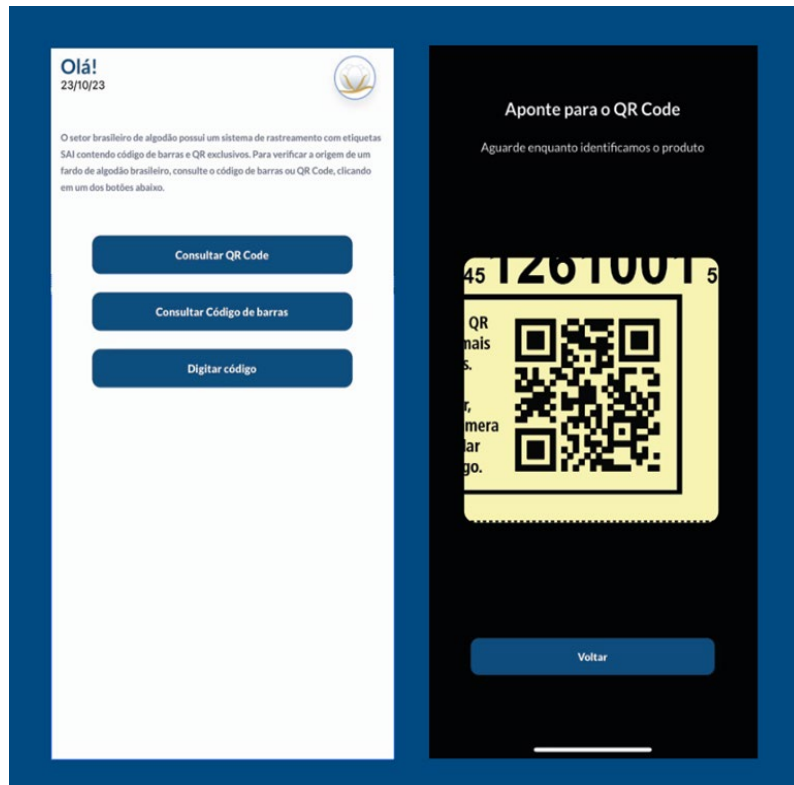 Olá!
23/10/23
O setor brasileiro de algodão possui um sistema de rastreamento com etiquetas
SAI contendo código de barras e QR exclusivos. Para verificar a origem de um
fardo de algodão brasileiro, consulte o código de barras ou QR Code, clicando
em um dos botões abaixo.
Consultar QR Code
Consultar Código de barras
Digitar código
Aponte para o QR Code
Aguarde enquanto identificamos o produto
45 1261001 5
QR
mais
s.
r,
mera
lar
go.
Voltar